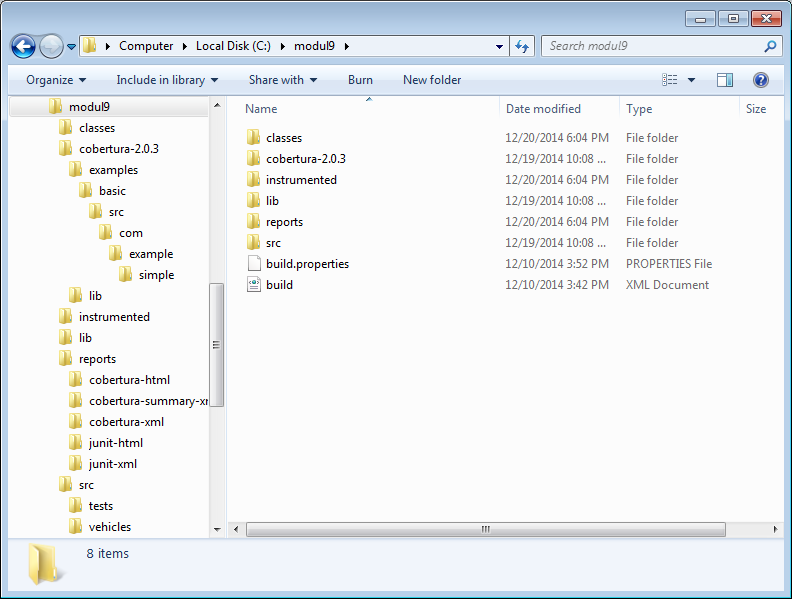 Computer Local Disk (C:) modul9 Search modul9
Organize Include in library Share with Burn New folder
modul9
classes
cobertura-2.0.3
examples
basic
src
com
example
simple
lib
instrumented
lib
reports
cobertura-html
cobertura-summary-xr
cobertura-xml
junit-html
junit-xml
src
tests
vehicles
Name Date modified Type Size
classes 12/20/2014 6:04 PM File folder
cobertura-2.0.3 12/19/2014 10:08 ... File folder
instrumented 12/20/2014 6:04 PM File folder
lib 12/19/2014 10:08 ... File folder
reports 12/20/2014 6:04 PM File folder
src 12/19/2014 10:08 ... File folder
build.properties 12/10/2014 3:52 PM PROPERTIES File
build 12/10/2014 3:42 PM XML Document
8 items